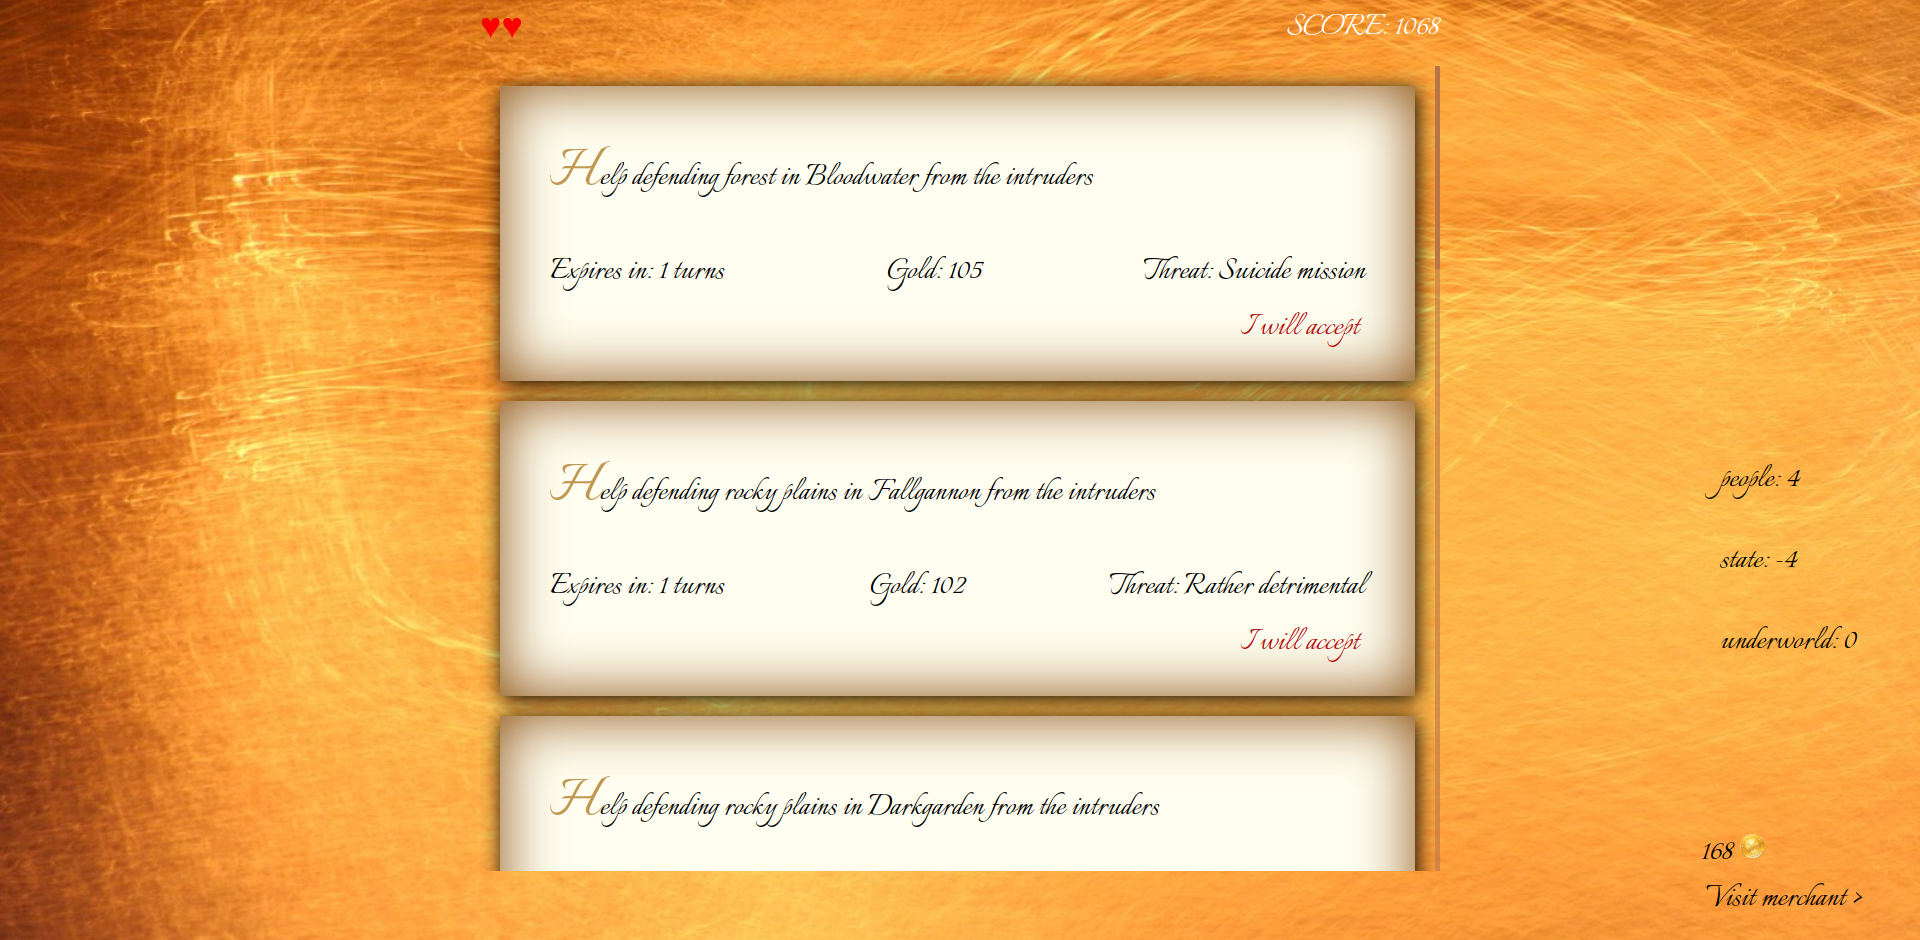 ♥♥
SCORE: 1068
Help defending forest in Bloodwater from the intruders
Expires in: 1 turns
Gold: 105
Threat: Suicide mission
I will accept
Help defending rocky plains in Fallgannon from the intruders
Expires in: 1 turns
Gold: 102
Threat: Rather detrimental
I will accept
Help defending rocky plains in Darkgarden from the intruders
people: 4
state: -4
underworld: 0
168
Visit merchant >